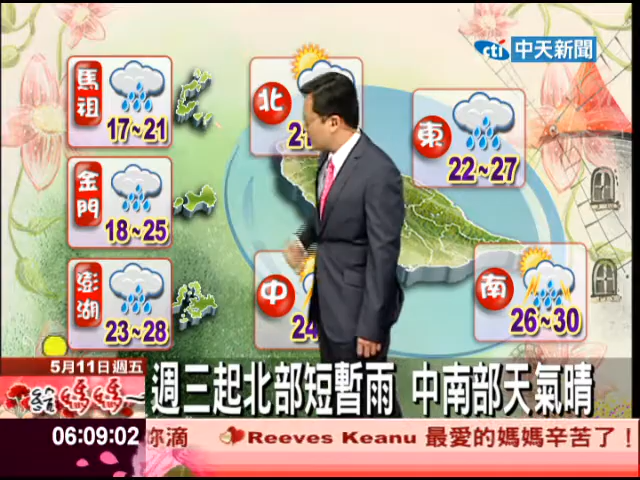 cti 中天新聞
馬祖
17~21
北
2
東
22~27
金門
18~25
澎湖
23~28
中
24
南
26~30
5月11日週五
週三起北部短暫雨 中南部天氣晴
06:09:02
滴 Reeves Keanu 最愛的媽媽辛苦了!